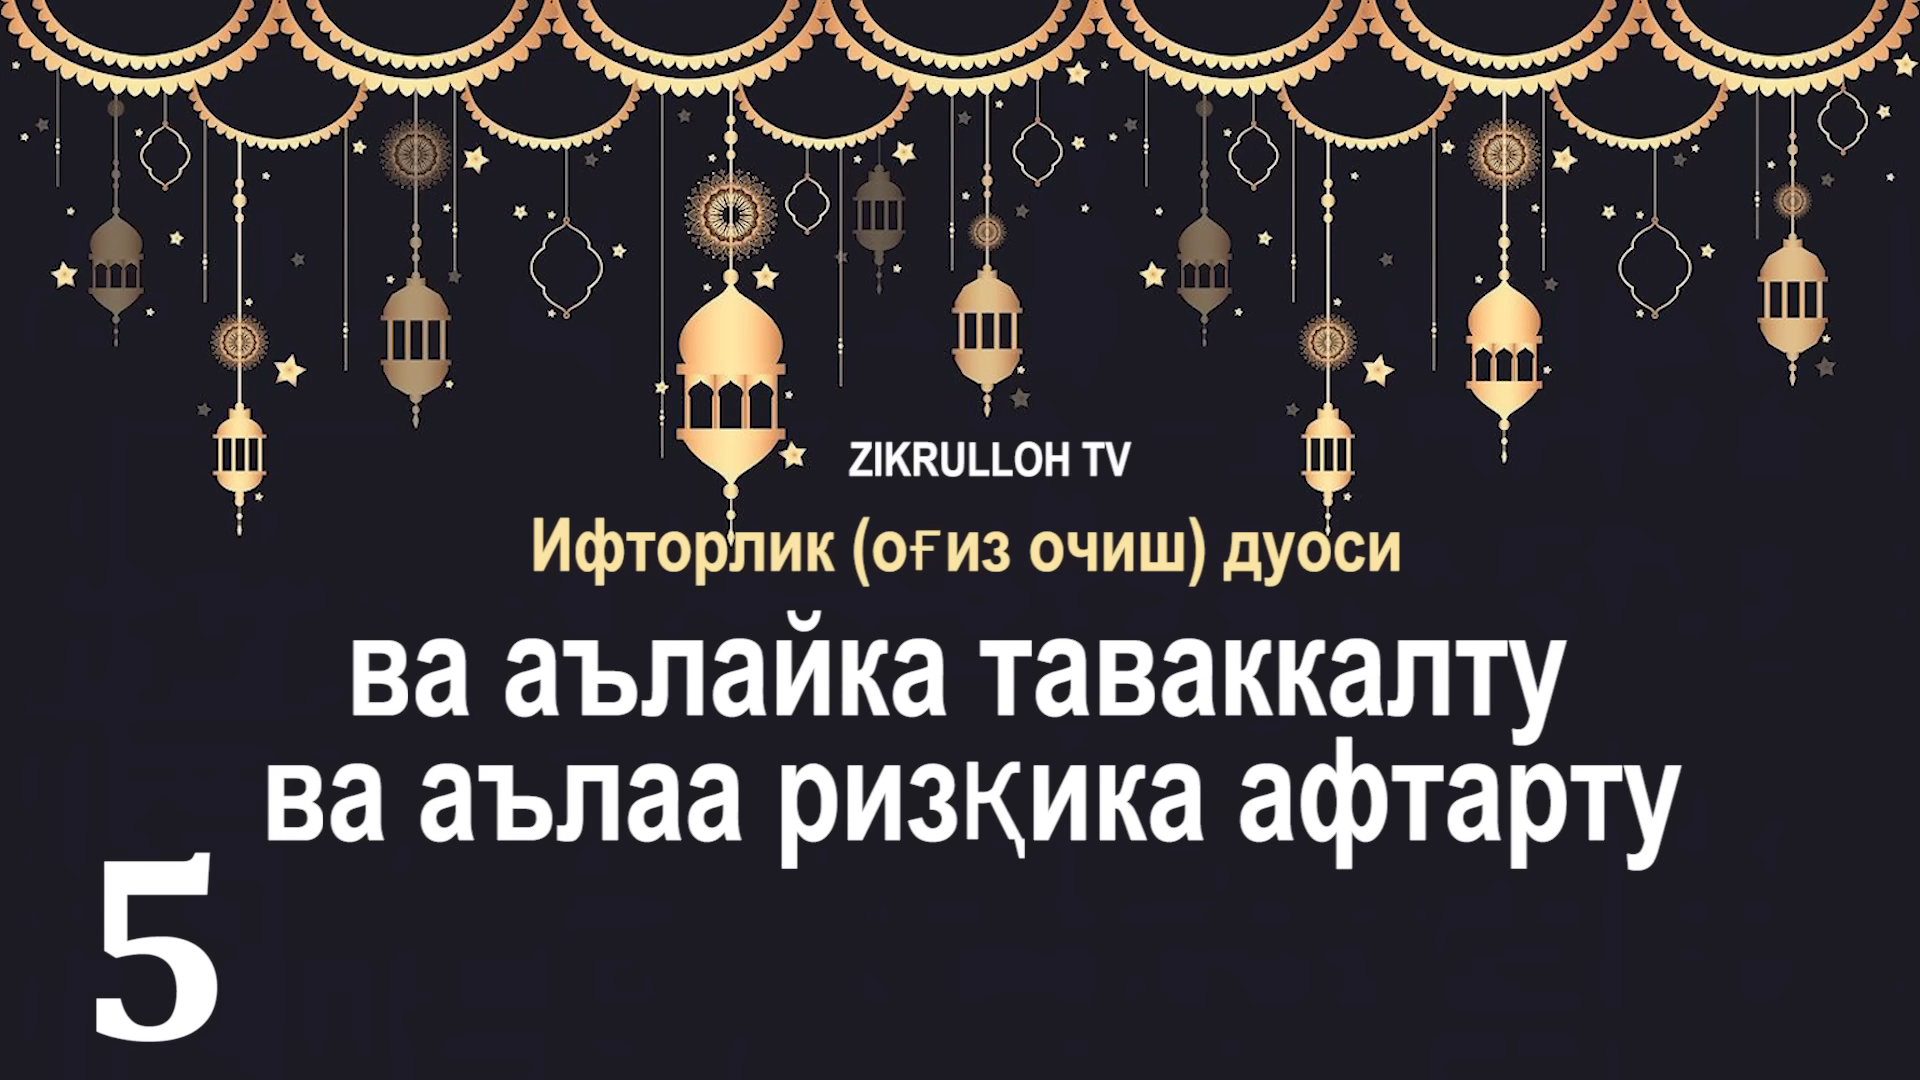 ZIKRULLOH TV
Ифторлик (оғиз очиш) дуоси
ва аълайка таваккалту
ва аълаа ризқика афтарту
5